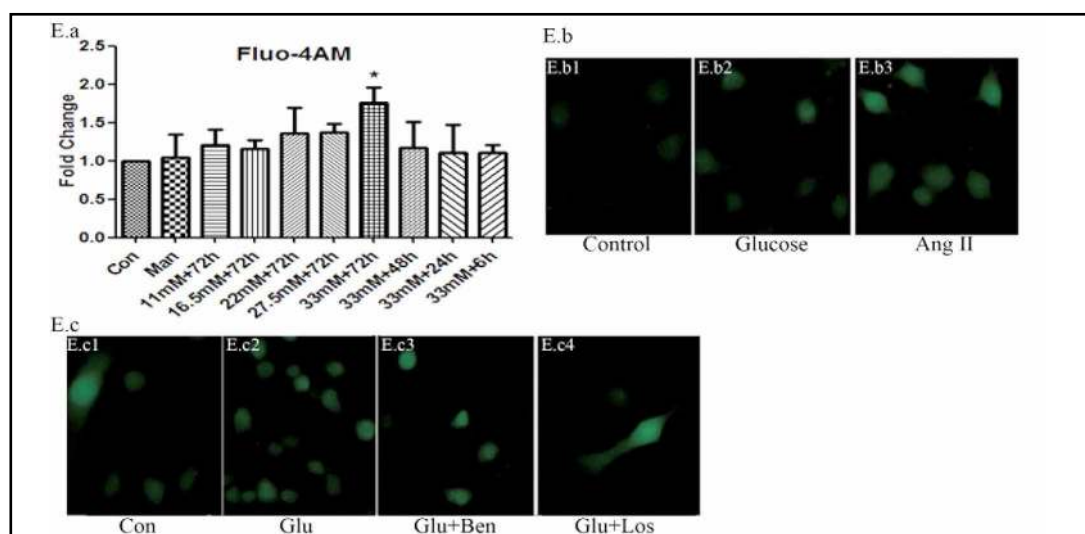 E.a
Fluo-4AM
Fold Change
2.5
2.0
1.5
1.0
0.5
0.0
*
Con
Man
11mM+72h
16.5mM+72h
22mM+72h
27.5mM+72h
33mM+72h
33mM+48h
33mM+24h
33mM+6h
E.b
E.b1
E.b2
E.b3
Control
Glucose
Ang II
E.c
E.c1
E.c2
E.c3
E.c4
Con
Glu
Glu+Ben
Glu+Los